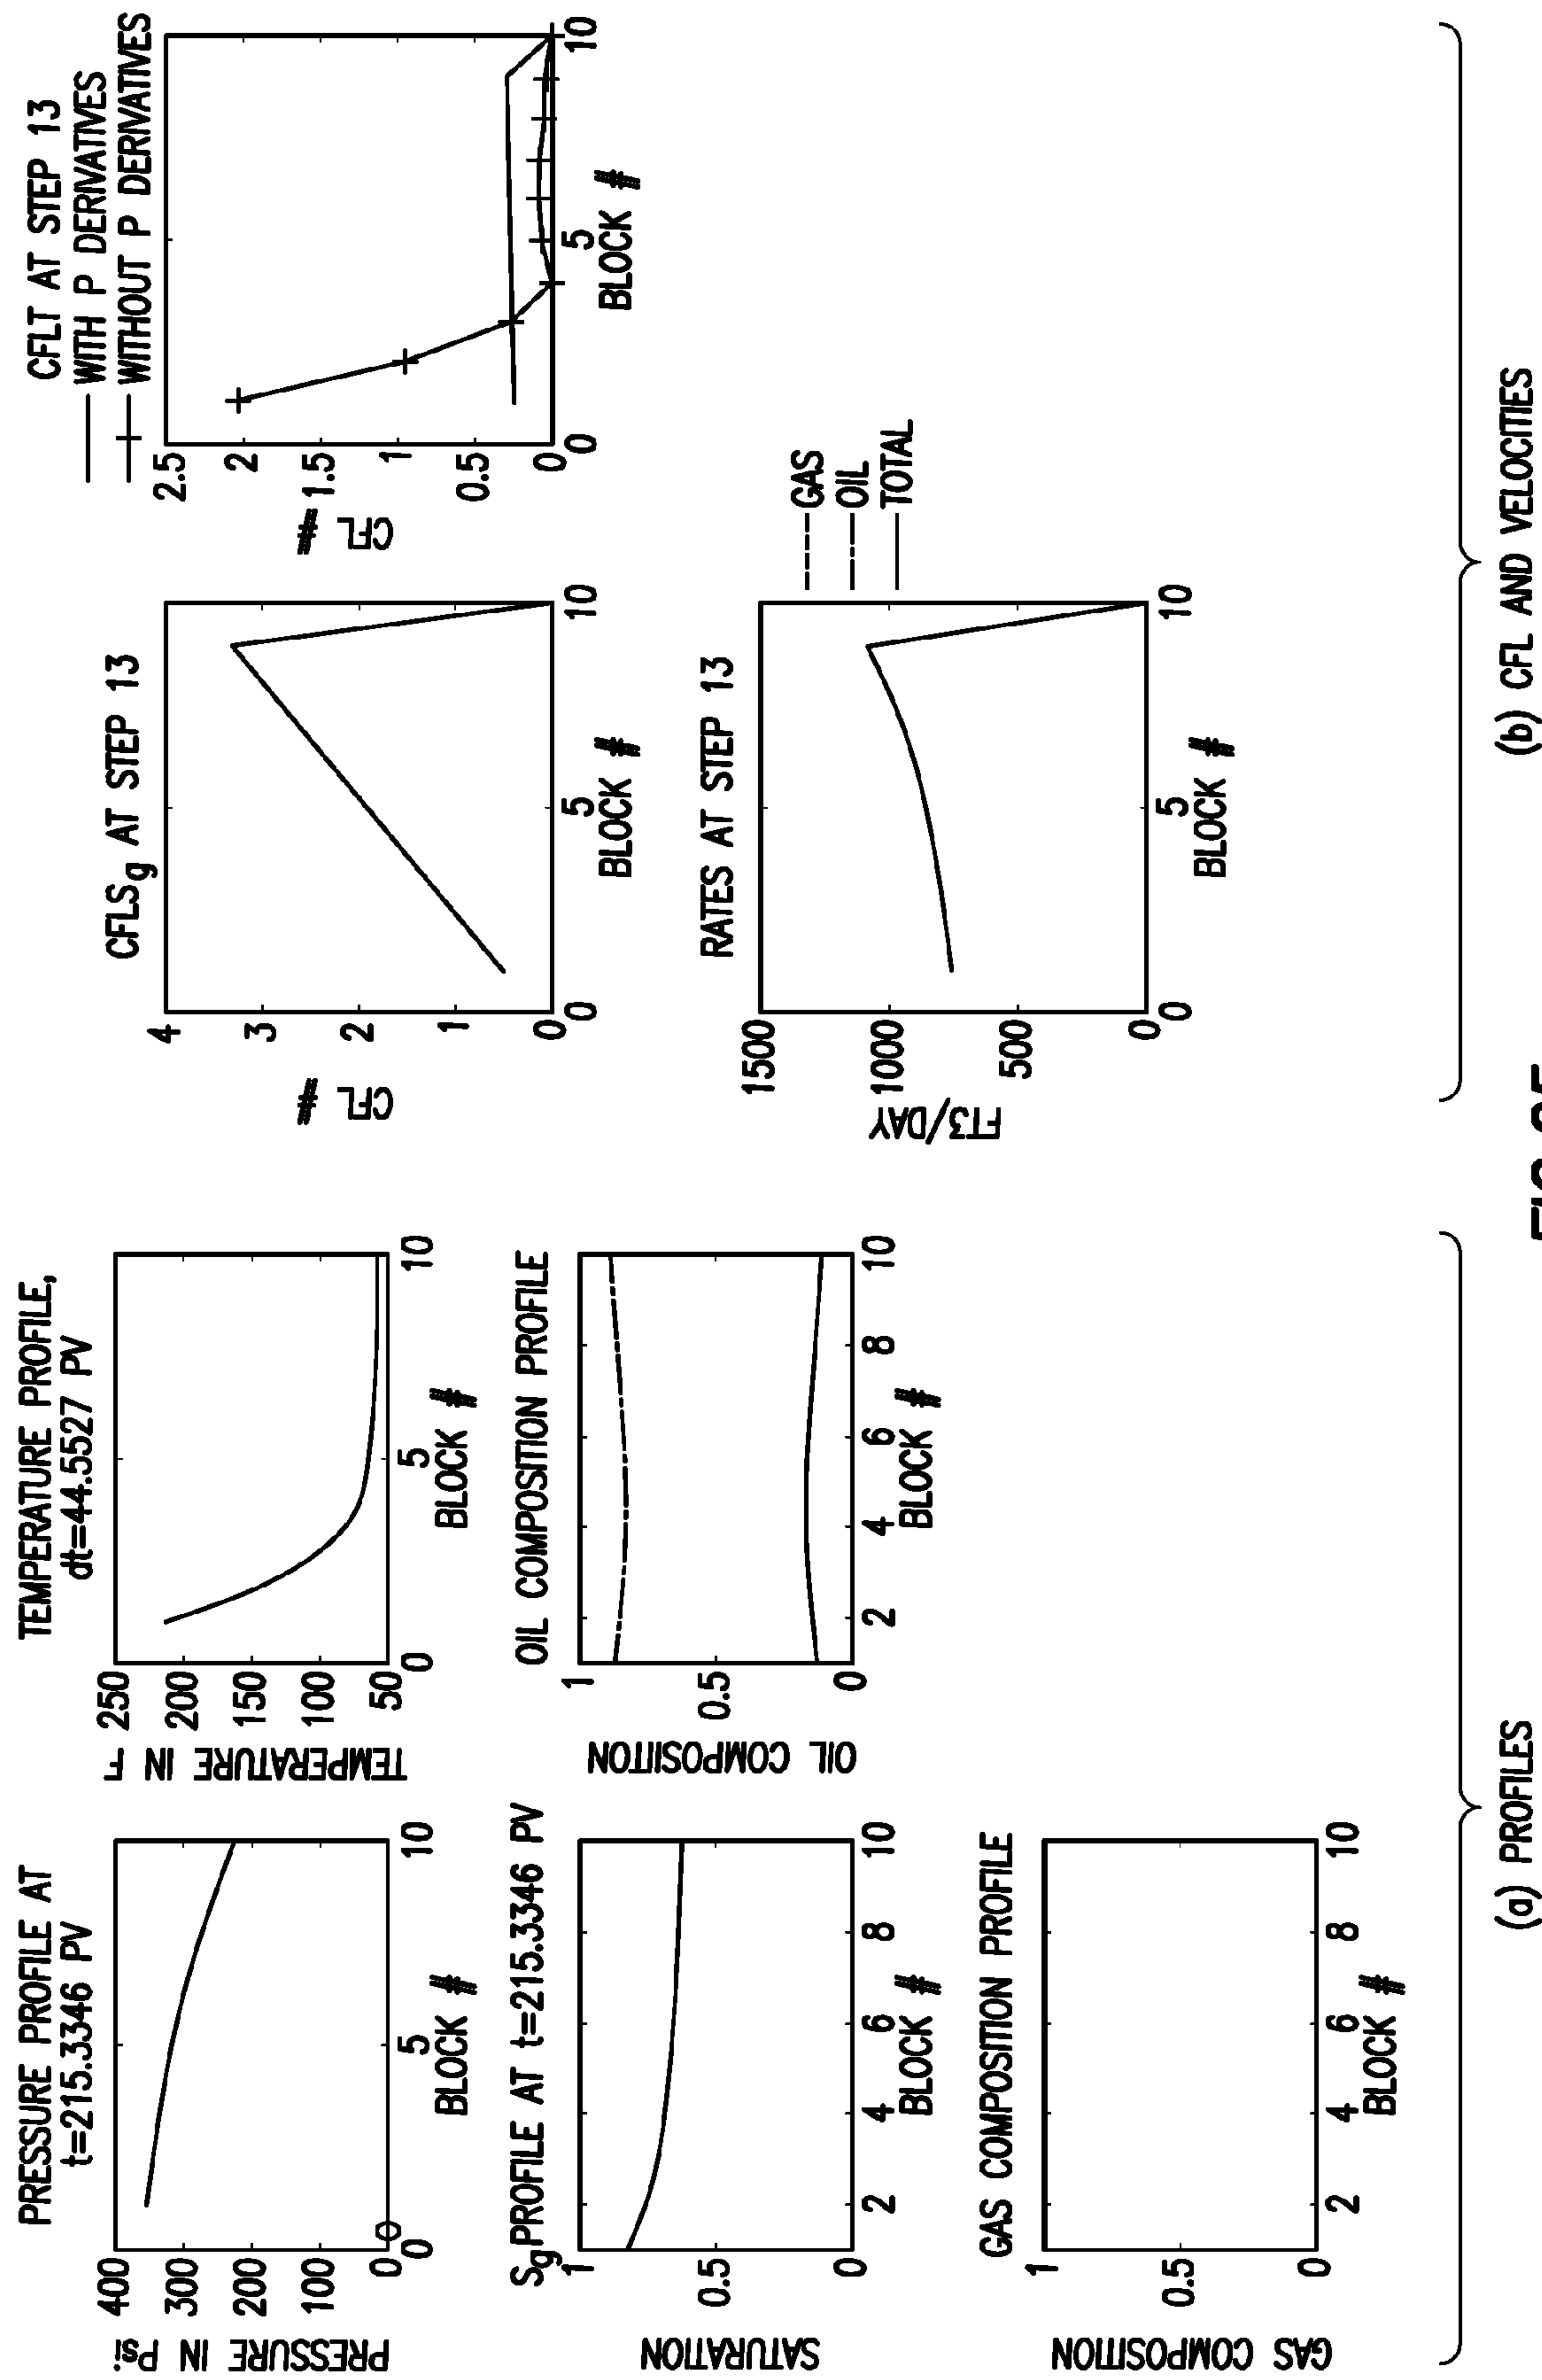 PRESSURE PROFILE AT
t=215.3346 PV
PRESSURE IN Psi
400
300
200
100
0
0
5
10
BLOCK #
TEMPERATURE PROFILE,
dt=44.5527 PV
TEMPERATURE IN F
250
200
150
100
50
0
5
10
BLOCK #
SgPROFILE AT t=215.3346 PV
SATURATION
1
0.5
0
2
4
6
8
10
BLOCK #
OIL COMPOSITION PROFILE
OIL COMPOSITION
1
0.5
0
2
4
6
8
10
BLOCK #
GAS COMPOSITION PROFILE
GAS COMPOSITION
1
0.5
0
2
4
6
8
10
BLOCK #
(a) PROFILES
CFLSg AT STEP 13
CFL #
4
3
2
1
0
0
5
10
BLOCK #
CFLT AT STEP 13
WITH P DERIVATIVES
WITHOUT P DERIVATIVES
CFL #
2.5
2
1.5
1
0.5
0
0
5
10
BLOCK #
RATES AT STEP 13
GAS
OIL
TOTAL
FT3/DAY
1500
1000
500
0
0
5
10
BLOCK #
(b) CFL AND VELOCITIES